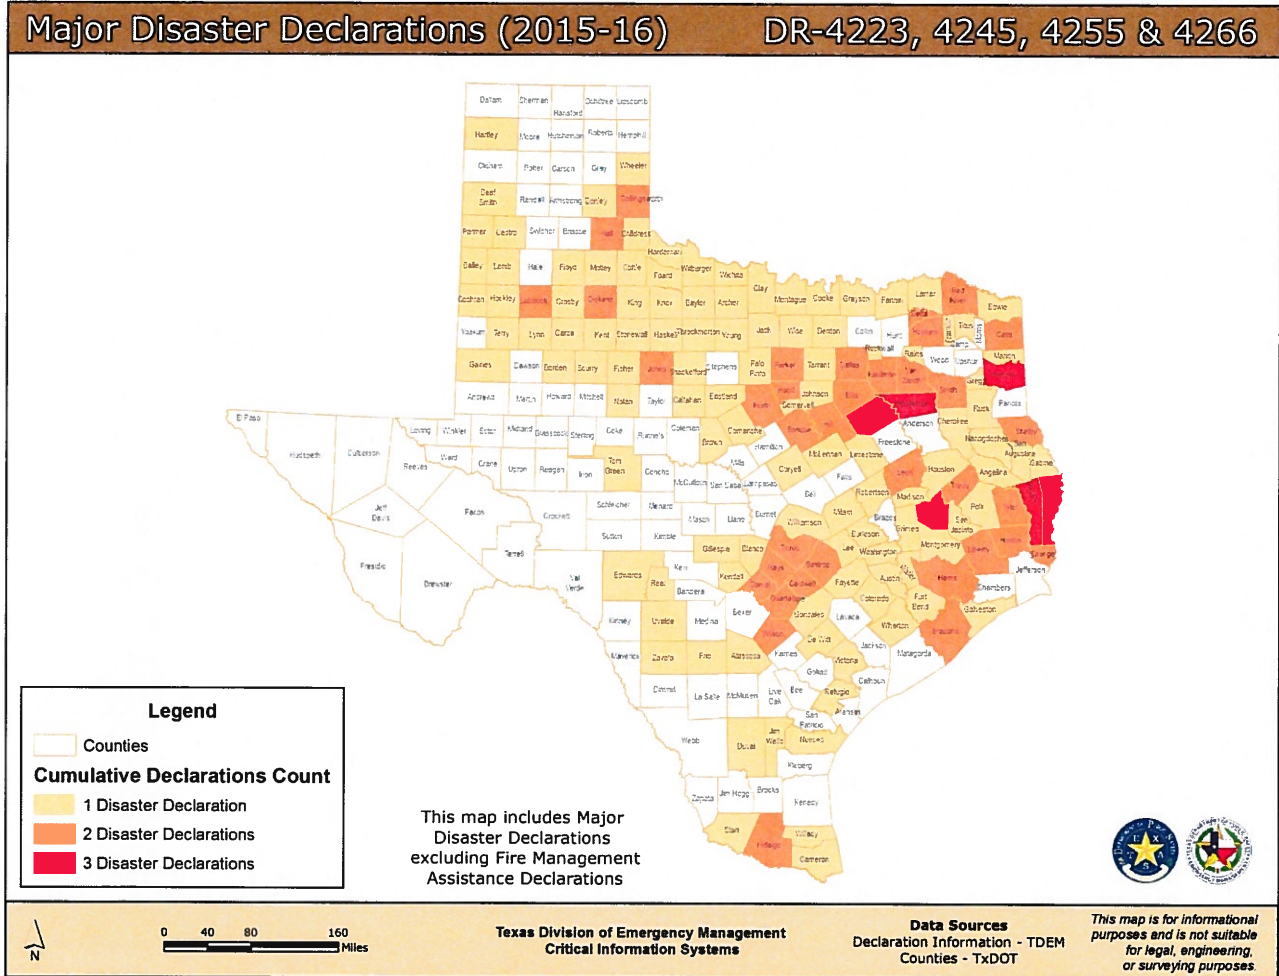 Major Disaster Declarations (2015-16) DR-4223, 4245, 4255 & 4266
Dallam Sherman Hansford Ochiltree Lipscomb
Hartley Moore Hutchinson Roberts Hemphill
Oldham Potter Carson Gray Wheeler
Deaf
Smith
Randall Armstrong Donley Collingsworth
Parmer Castro Swisher Briscoe Hall Childress
Hardeman
Bailey Lamb Hale Floyd Motley Cottle Foard Wilbarger Wichita
Clay Montague Cooke Grayson Fannin Lamar Red
River
Bowie
Cochran Hockley Lubbock Crosby Dickens King Knox Baylor Archer
Delta
Yoakum Terry Lynn Garza Kent Stonewall Haskell Throckmorton Young Jack Wise Denton Collin Hunt Hopkins Titus Cass
Camp
Rockwall Rains Wood Upshur Marion
Gaines Dawson Borden Scurry Fisher Jones Shackelford Stephens Palo
Pinto
Parker Tarrant Dallas Kaufman Van
Zandt
Smith Gregg
Andrews Martin Howard Mitchell Nolan Taylor Callahan Eastland Erath Hood
Somervell
Johnson Ellis Rusk Panola
El Paso Hudspeth Culberson Reeves Loving Winkler Ector Midland Glasscock Sterling Coke Runnels Coleman Brown Comanche Bosque Hill Anderson Cherokee Shelby
Hamilton Freestone Nacogdoches San
Augustine
Sabine
Ward Crane Upton Reagan Irion Tom
Green
Concho McCulloch San Saba Mills Lampasas Coryell McLennan Limestone Leon Houston Angelina
Falls
Bell Robertson Madison
Jeff
Davis
Pecos Crockett Schleicher Menard Mason Llano Burnet Williamson Milam Brazos Grimes
San
Jacinto
Polk Tyler
Sutton Kimble Burleson
Presidio Brewster Terrell Val
Verde
Edwards Real Kerr Gillespie Blanco Travis Lee Washington Montgomery Liberty Hardin Orange
Jefferson
Bandera Kendall Hays Bastrop
Comal Caldwell Fayette Austin Harris Chambers
Guadalupe Colorado Fort
Bend
Galveston
Kinney Uvalde Medina Bexar Wilson Gonzales Lavaca Wharton Brazoria
Maverick Zavala Frio Atascosa Karnes De Witt Jackson Matagorda
Goliad Victoria Calhoun
Dimmit La Salle McMullen Live
Oak
Bee Refugio
Aransas
San
Patricio
Webb Duval Jim
Wells
Nueces
Kleberg
Zapata Jim Hogg Brooks Kenedy
Starr Hidalgo Willacy
Cameron
Legend
Counties
Cumulative Declarations Count
1 Disaster Declaration
2 Disaster Declarations
3 Disaster Declarations
This map includes Major
Disaster Declarations
excluding Fire Management
Assistance Declarations
TEXAS
N
0 40 80 160
Miles
Texas Division of Emergency Management
Critical Information Systems
Data Sources
Declaration Information - TDEM
Counties - TxDOT
This map is for informational
purposes and is not suitable
for legal, engineering,
or surveying purposes.